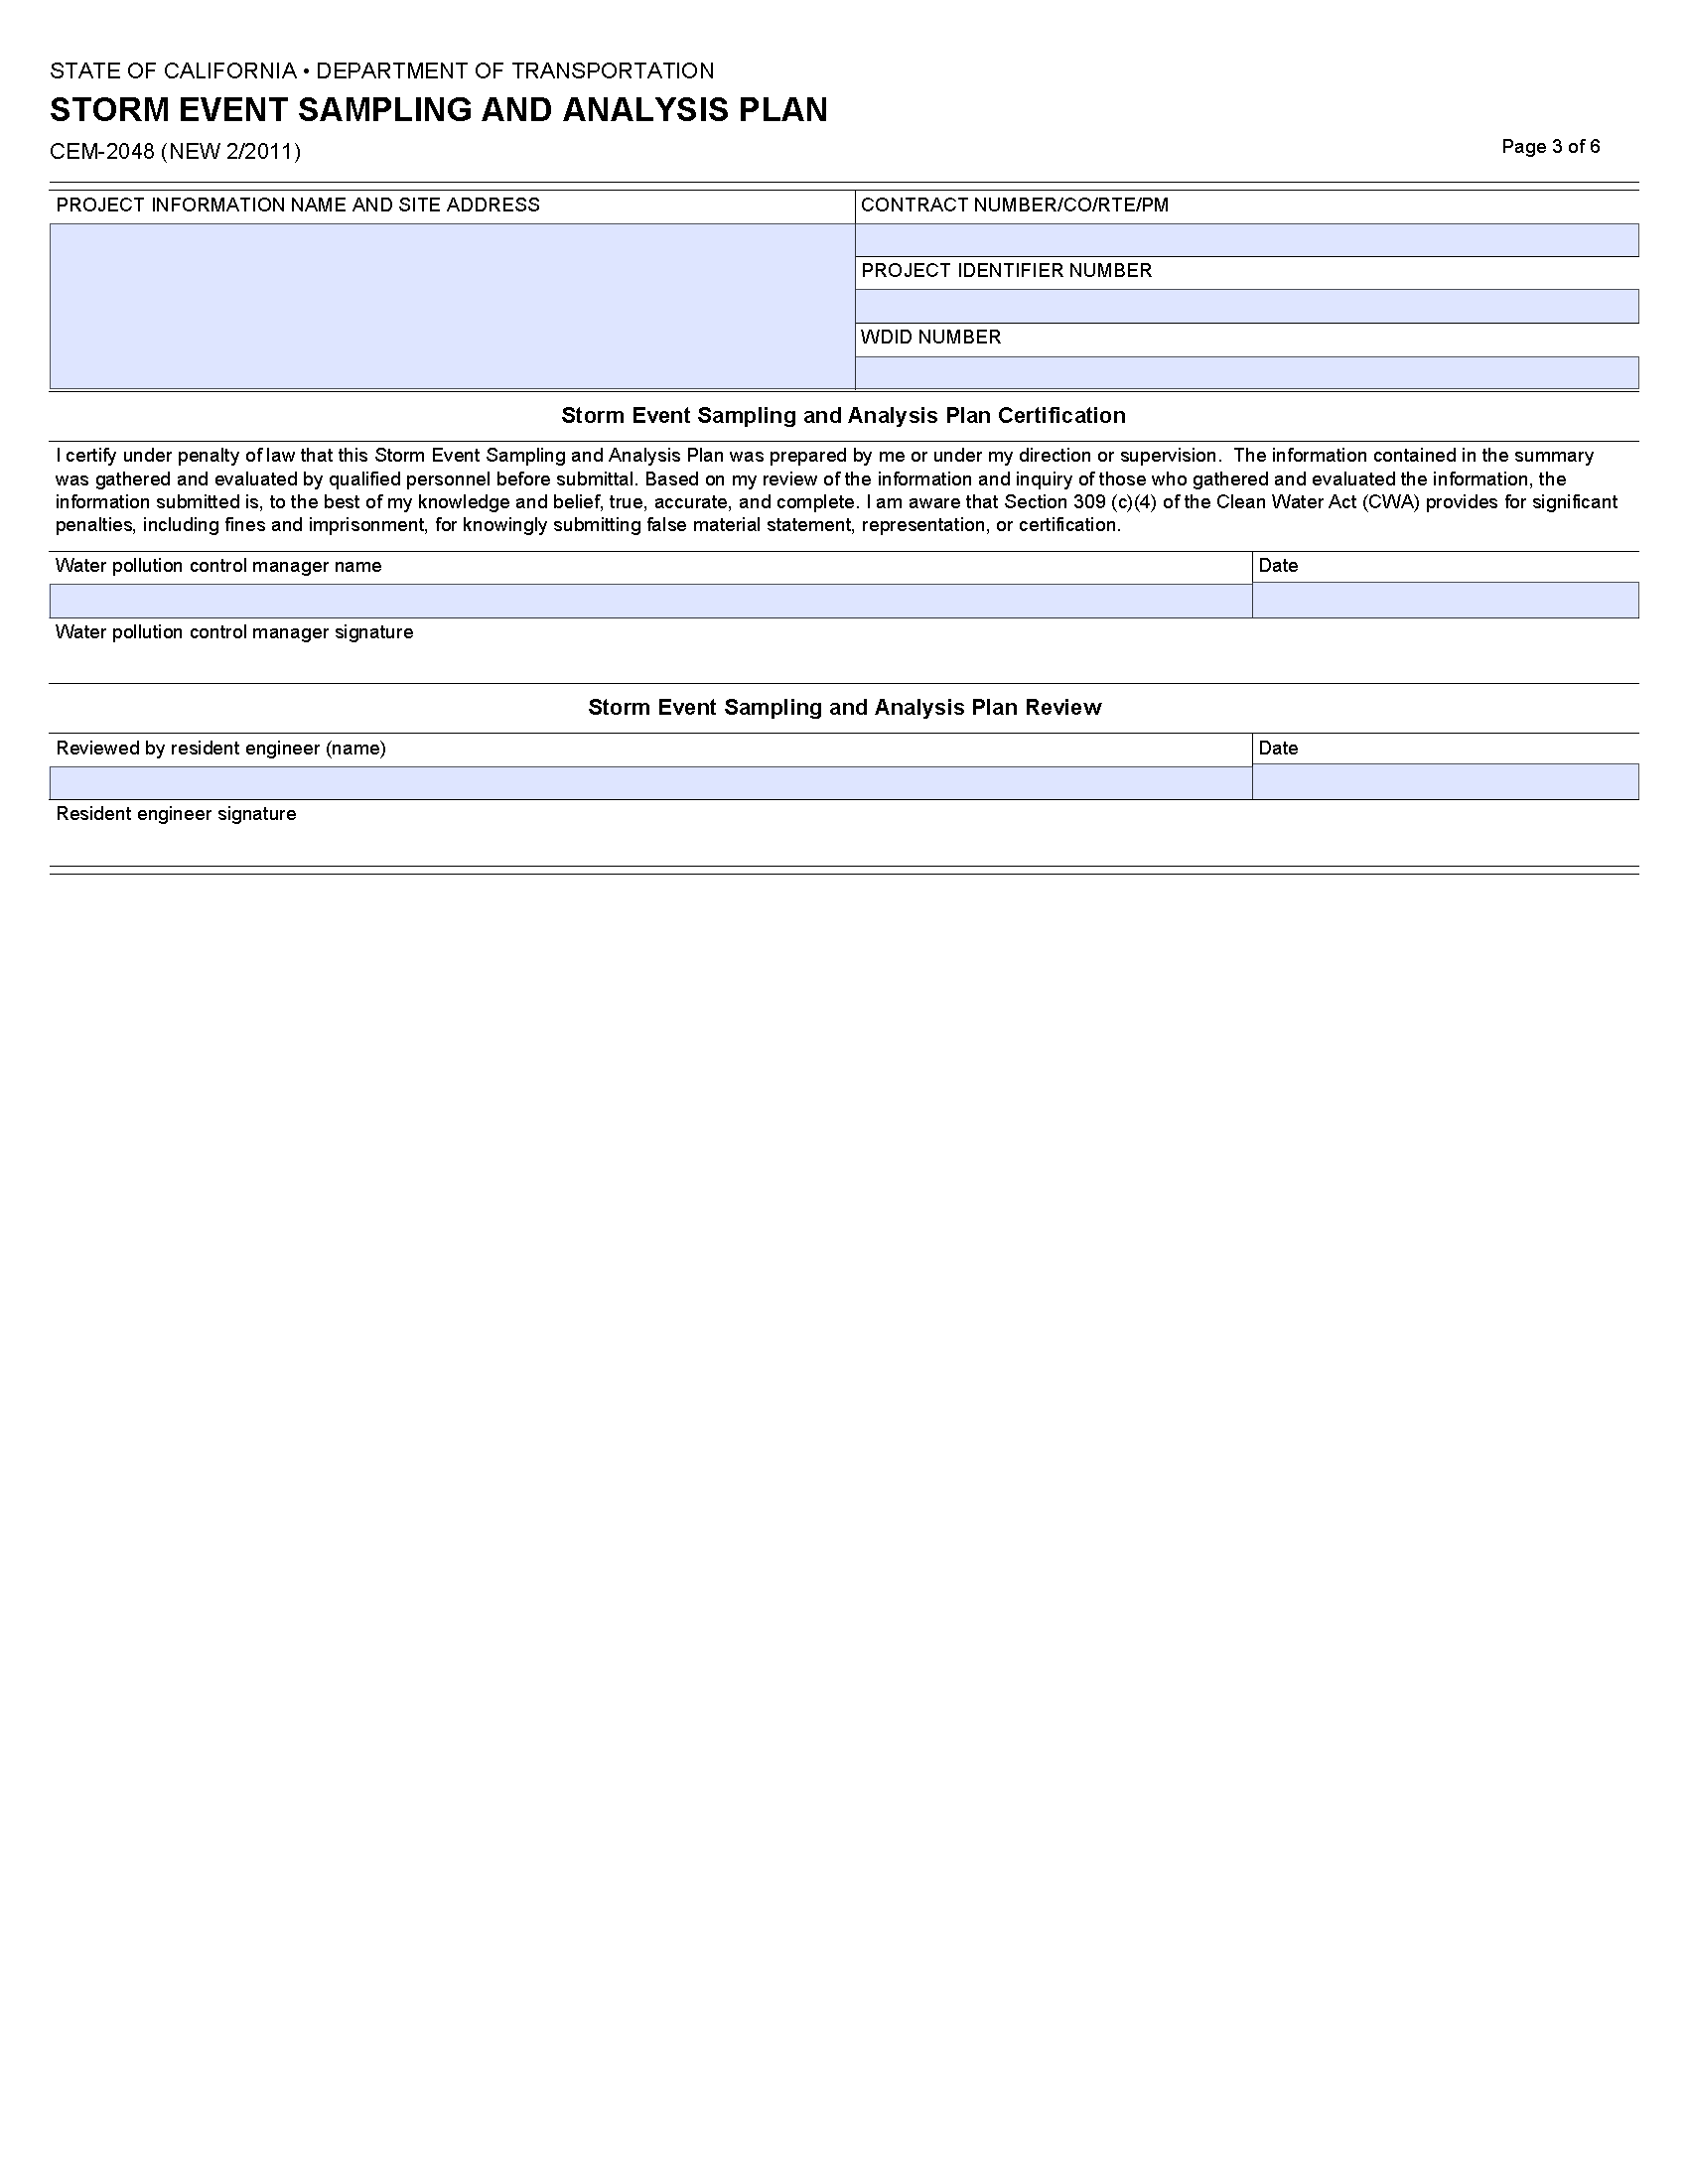 STATE OF CALIFORNIA • DEPARTMENT OF TRANSPORTATION
STORM EVENT SAMPLING AND ANALYSIS PLAN
CEM-2048 (NEW 2/2011)
Page 3 of 6
PROJECT INFORMATION NAME AND SITE ADDRESS
CONTRACT NUMBER/CO/RTE/PM
PROJECT IDENTIFIER NUMBER
WDID NUMBER
Storm Event Sampling and Analysis Plan Certification
I certify under penalty of law that this Storm Event Sampling and Analysis Plan was prepared by me or under my direction or supervision.  The information contained in the summary
was gathered and evaluated by qualified personnel before submittal. Based on my review of the information and inquiry of those who gathered and evaluated the information, the
information submitted is, to the best of my knowledge and belief, true, accurate, and complete. I am aware that Section 309 (c)(4) of the Clean Water Act (CWA) provides for significant
penalties, including fines and imprisonment, for knowingly submitting false material statement, representation, or certification.
Water pollution control manager name
Date
Water pollution control manager signature
Storm Event Sampling and Analysis Plan Review
Reviewed by resident engineer (name)
Date
Resident engineer signature